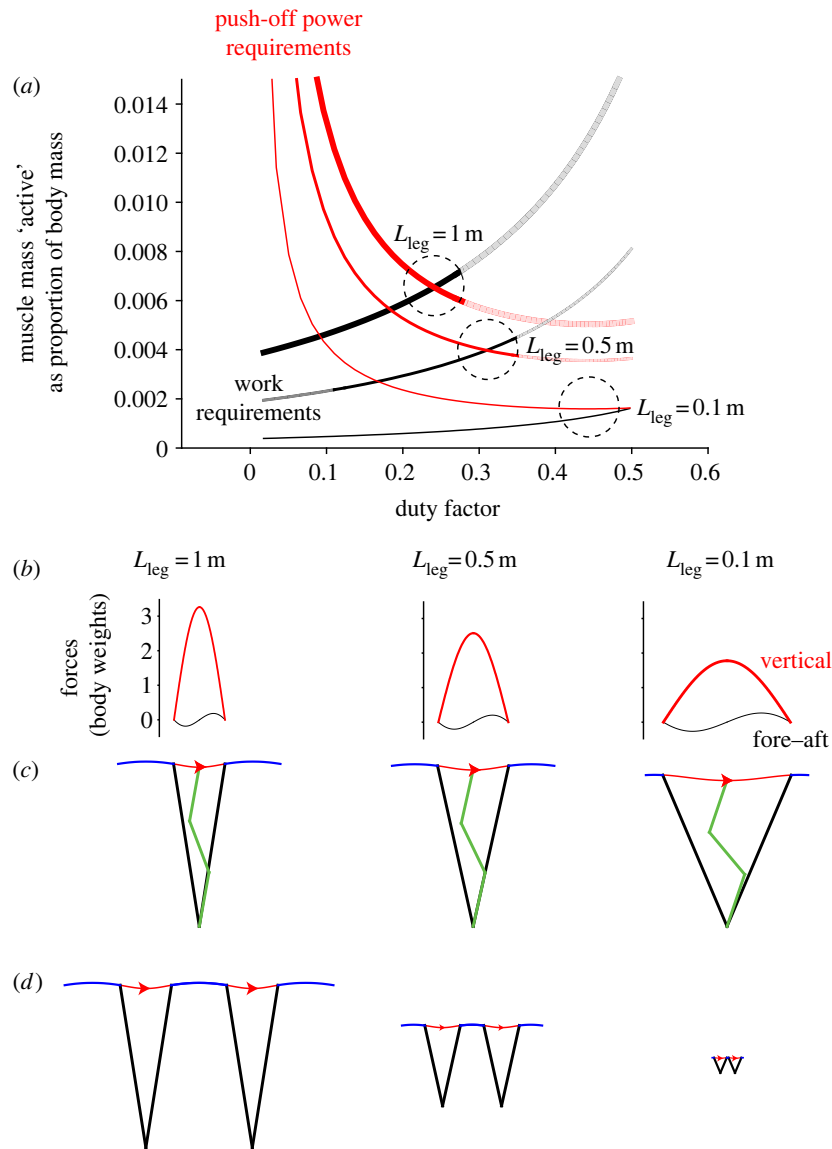 push-off power
requirements
(a)
0.014
0.012
0.010
0.008
0.006
0.004
0.002
0
muscle mass 'active'
as proportion of body mass
L_leg = 1 m
L_leg = 0.5 m
L_leg = 0.1 m
work
requirements
0 0.1 0.2 0.3 0.4 0.5 0.6
duty factor
(b)
L_leg = 1 m L_leg = 0.5 m L_leg = 0.1 m
forces
(body weights)
3
2
1
0
vertical
fore–aft
(c)
(d)